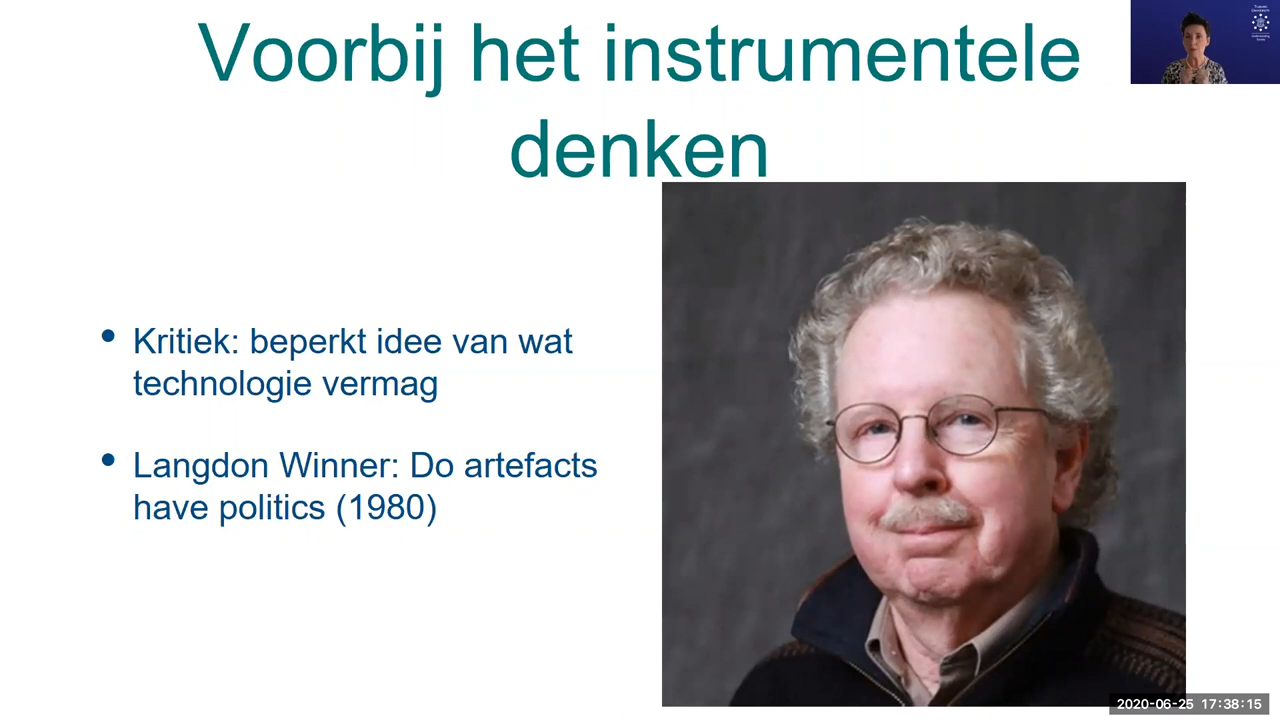 Voorbij het instrumentele
denken
• Kritiek: beperkt idee van wat
technologie vermag
• Langdon Winner: Do artefacts
have politics (1980)
2020-06-25 17:38:15